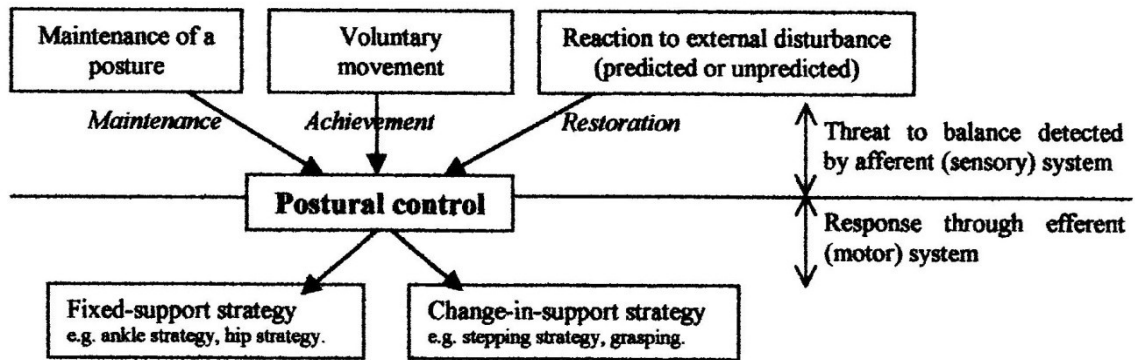 Maintenance of a
posture
Voluntary
movement
Reaction to external disturbance
(predicted or unpredicted)
Maintenance
Achievement
Restoration
Threat to balance detected
by afferent (sensory) system
Postural control
Response through efferent
(motor) system
Fixed-support strategy
e.g. ankle strategy, hip strategy.
Change-in-support strategy
e.g. stepping strategy, grasping.